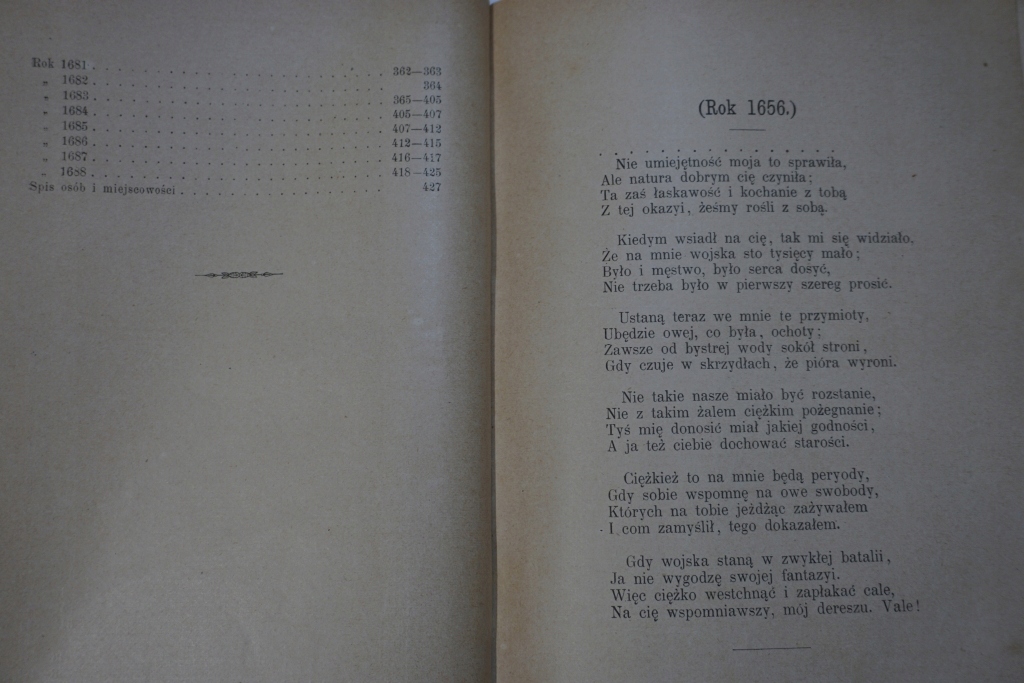 Rok 1681 . . . . . . . . . . . . . . . . . . 362—363
„ 1682 . . . . . . . . . . . . . . . . . . 364
„ 1683 . . . . . . . . . . . . . . . . . . 365—405
„ 1684 . . . . . . . . . . . . . . . . . . 405—407
„ 1685 . . . . . . . . . . . . . . . . . . 407—412
„ 1686 . . . . . . . . . . . . . . . . . . 412—415
„ 1687 . . . . . . . . . . . . . . . . . . 416—417
„ 1688 . . . . . . . . . . . . . . . . . . 418—425
Spis osób i miejscowości . . . . . . . . . . . . 427
(Rok 1656.)
. . . . . . . . . . . . . . . .
Nie umiejętność moja to sprawiła,
Ale natura dobrym cię czyniła;
Ta zaś łaskawość i kochanie z tobą
Z tej okazyi, żeśmy rośli z sobą.
Kiedym wsiadł na cię, tak mi się widziało,
Że na mnie wojska sto tysięcy mało;
Było i męstwo, było serca dosyć,
Nie trzeba było w pierwszy szereg prosić.
Ustaną teraz we mnie te przymioty,
Ubędzie owej, co była, ochoty;
Zawsze od bystrej wody sokół stroni,
Gdy czuje w skrzydłach, że pióra wyroni.
Nie takie nasze miało być rozstanie,
Nie z takim żalem ciężkim pożegnanie;
Tyś mię donosić miał jakiej godności,
A ja też ciebie dochować starości.
Ciężkież to na mnie będą peryody,
Gdy sobie wspomnę na owe swobody,
Których na tobie jeżdżąc zażywałem
I com zamyślił, tego dokazałem.
Gdy wojska staną w zwykłej batalii,
Ja nie wygodzę swojej fantazyi.
Więc ciężko westchnąć i zapłakać cale,
Na cię wspomniawszy, mój dereszu. Vale!